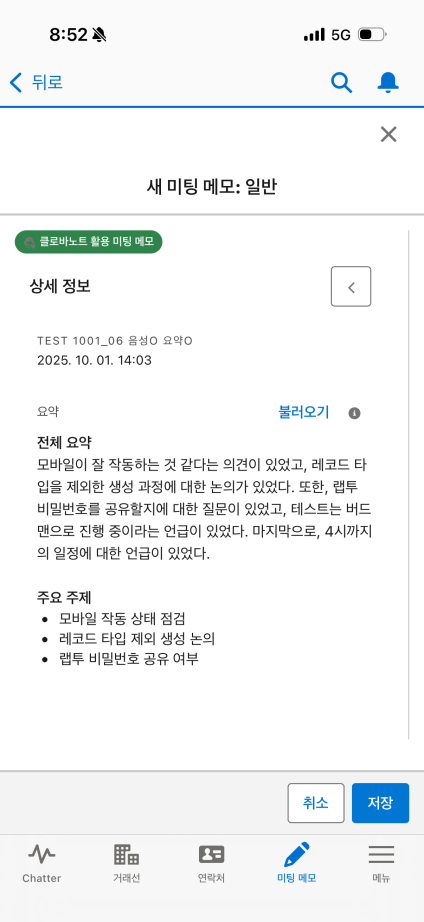 8:52
5G
뒤로
새 미팅 메모: 일반
클로바노트 활용 미팅 메모
상세 정보
TEST 1001_06 음성O 요약O
2025. 10. 01. 14:03
요약
불러오기
전체 요약
모바일이 잘 작동하는 것 같다는 의견이 있었고, 레코드 타
입을 제외한 생성 과정에 대한 논의가 있었다. 또한, 랩투
비밀번호를 공유할지에 대한 질문이 있었고, 테스트는 버드
맨으로 진행 중이라는 언급이 있었다. 마지막으로, 4시까지
의 일정에 대한 언급이 있었다.
주요 주제
• 모바일 작동 상태 점검
• 레코드 타입 제외 생성 논의
• 랩투 비밀번호 공유 여부
취소
저장
Chatter
거래선
연락처
미팅 메모
메뉴